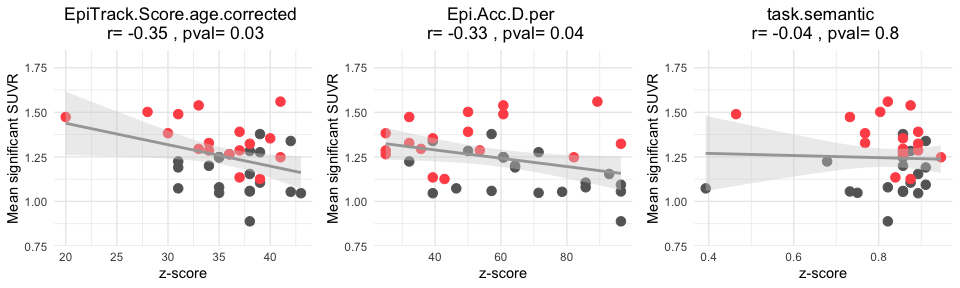 EpiTrack.Score.age.corrected
r= -0.35 , pval= 0.03
Mean significant SUVR
1.75
1.50
1.25
1.00
0.75
20 25 30 35 40
z-score
Epi.Acc.D.per
r= -0.33 , pval= 0.04
Mean significant SUVR
1.75
1.50
1.25
1.00
0.75
40 60 80
z-score
task.semantic
r= -0.04 , pval= 0.8
Mean significant SUVR
1.75
1.50
1.25
1.00
0.75
0.4 0.6 0.8
z-score